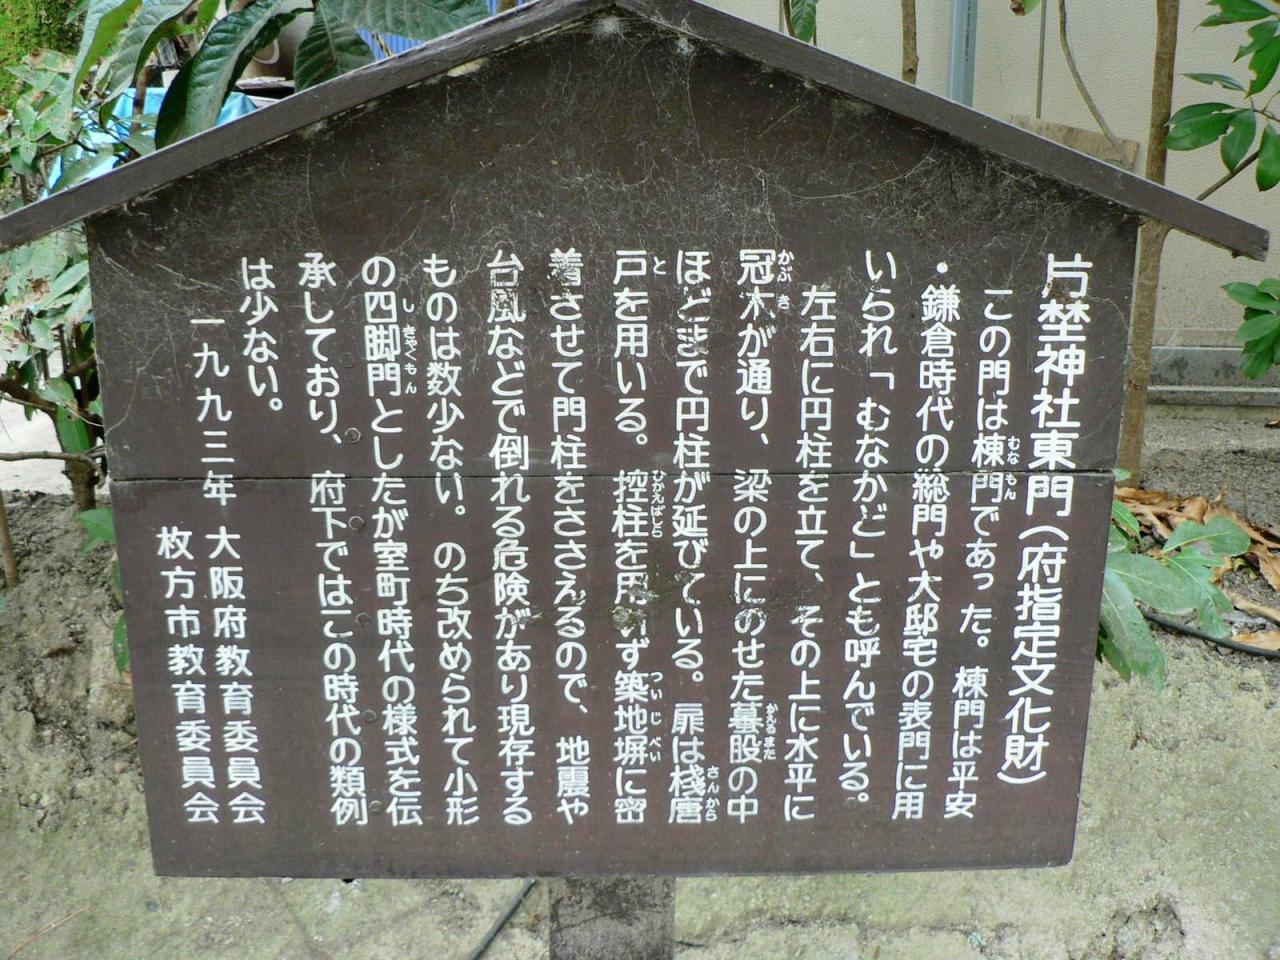 片埜神社東門(府指定文化財)
この門は棟門であった。棟門は平安
・鎌倉時代の総門や大邸宅の表門に用
いられ「むなかど」とも呼んでいる。
左右に円柱を立て、その上に水平に
冠木が通り、梁の上にのせた蟇股の中
ほどまで円柱が延びている。扉は桟唐
戸を用いる。控柱を用いず築地塀に密
着させて門柱をささえるので、地震や
台風などで倒れる危険があり現存する
ものは数少ない。のち改められて小形
の四脚門としたが室町時代の様式を伝
承しており、府下ではこの時代の類例
は少ない。
一九九三年 大阪府教育委員会
枚方市教育委員会